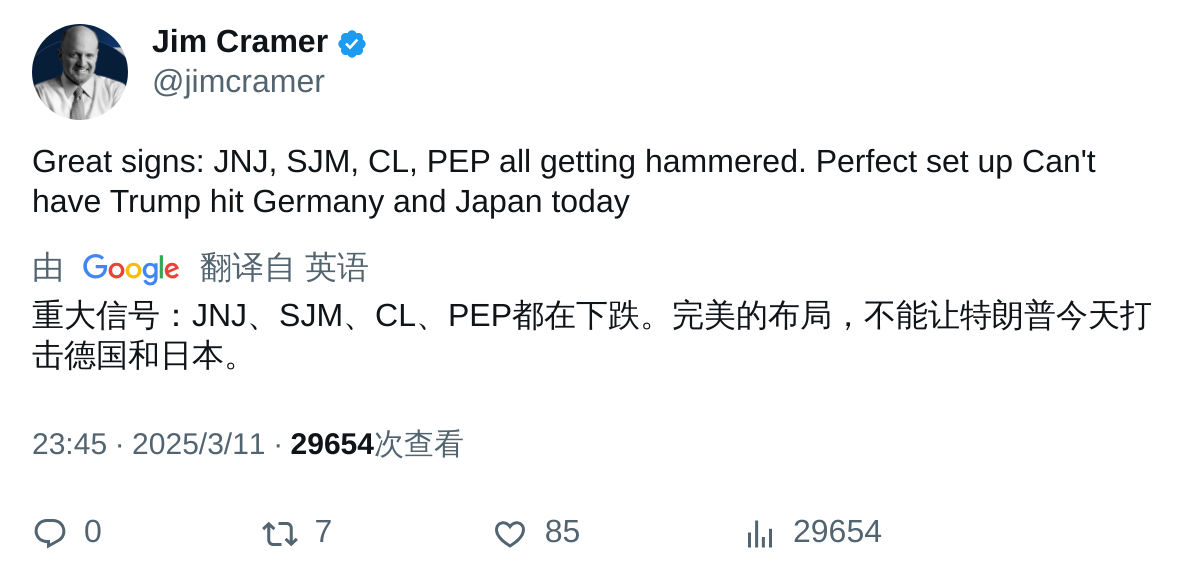 Jim Cramer
@jimcramer
Great signs: JNJ, SJM, CL, PEP all getting hammered. Perfect set up Can't
have Trump hit Germany and Japan today
由 Google 翻译自 英语
重大信号：JNJ、SJM、CL、PEP都在下跌。完美的布局，不能让特朗普今天打
击德国和日本。
23:45 · 2025/3/11 · 29654次查看
0 7 85 29654